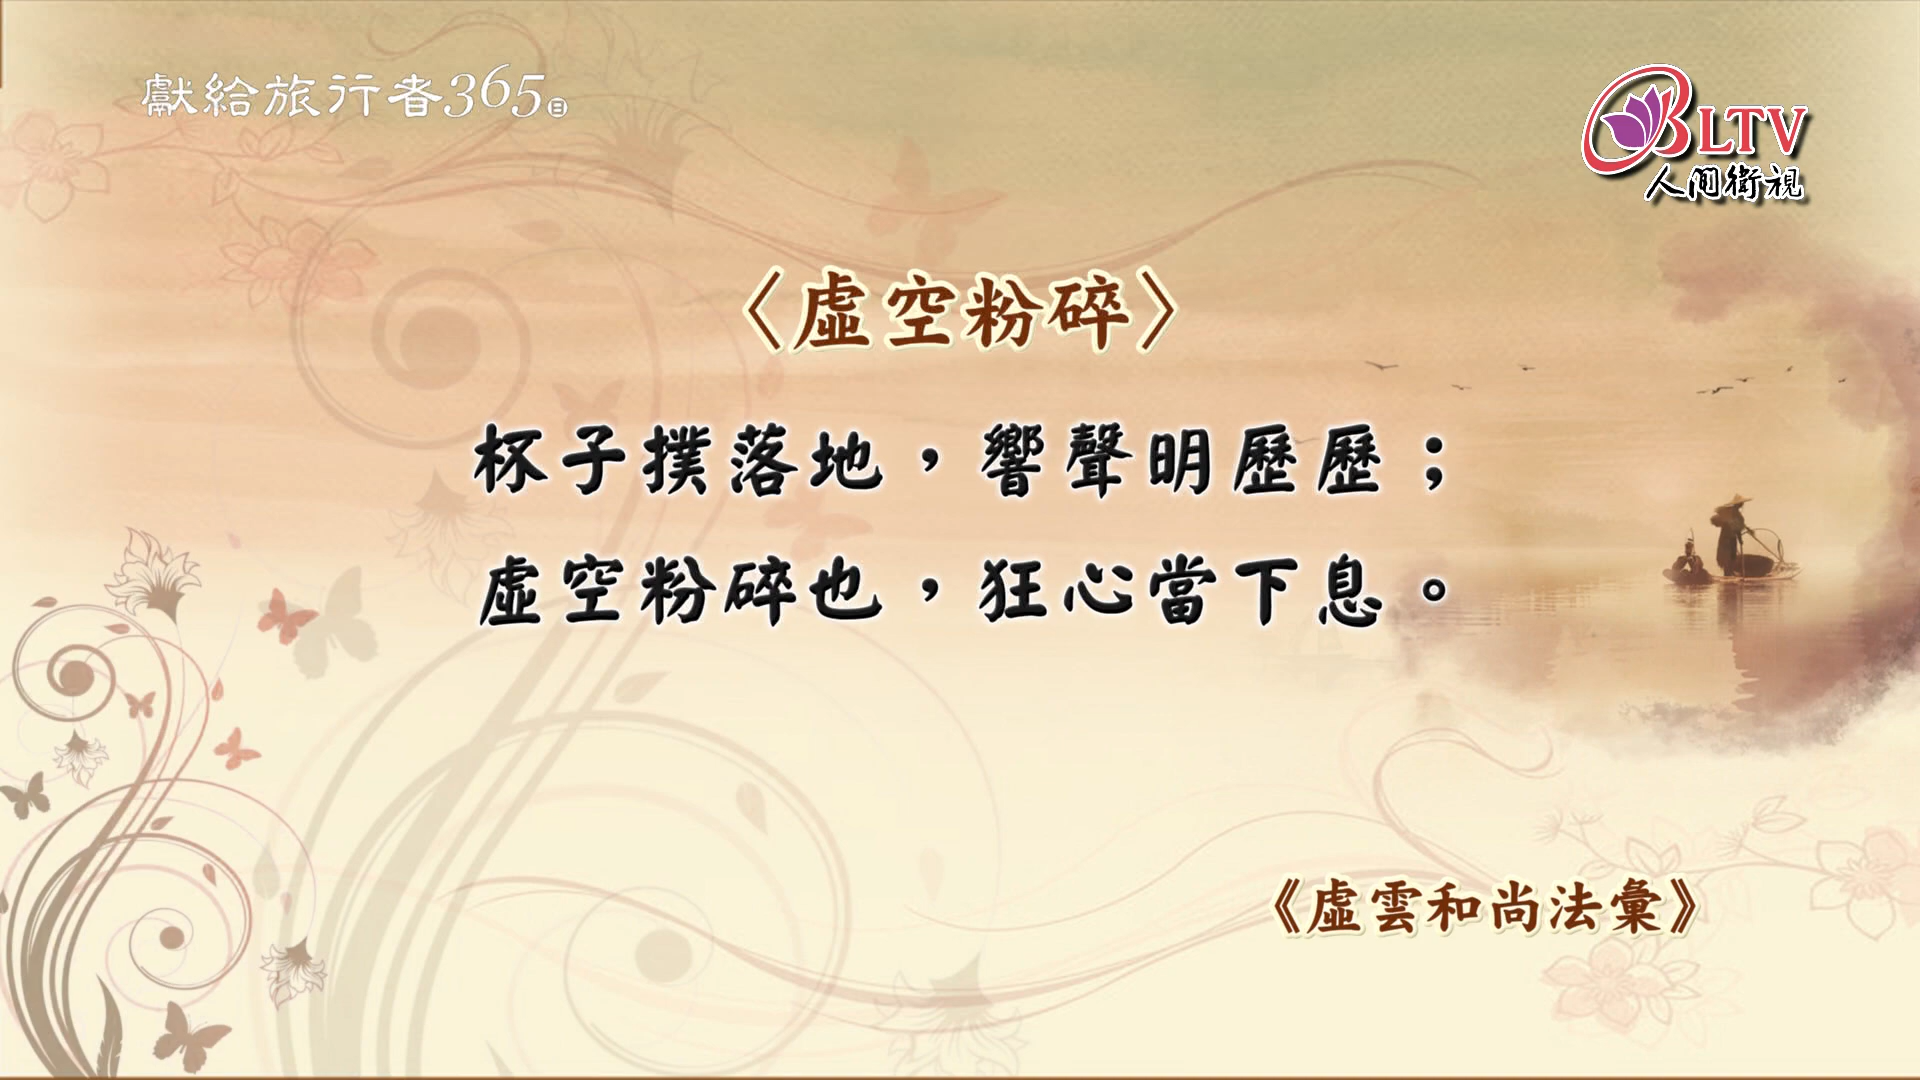 獻給旅行者365日
BLTV
人間衛視
〈虛空粉碎〉
杯子撲落地，響聲明歷歷；
虛空粉碎也，狂心當下息。
《虛雲和尚法彙》